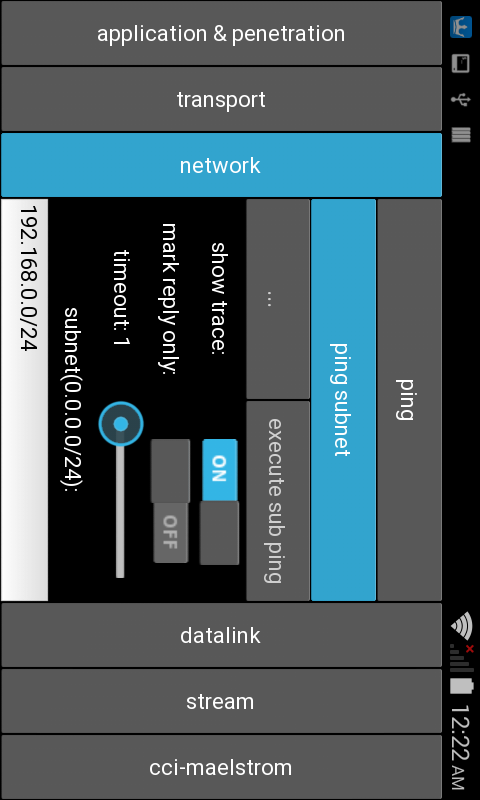 12:22 AM
application & penetration
transport
network
ping
ping subnet
...
execute sub ping
show trace:
ON
mark reply only:
OFF
timeout: 1
subnet(0.0.0.0/24):
192.168.0.0/24
datalink
stream
cci-maelstrom